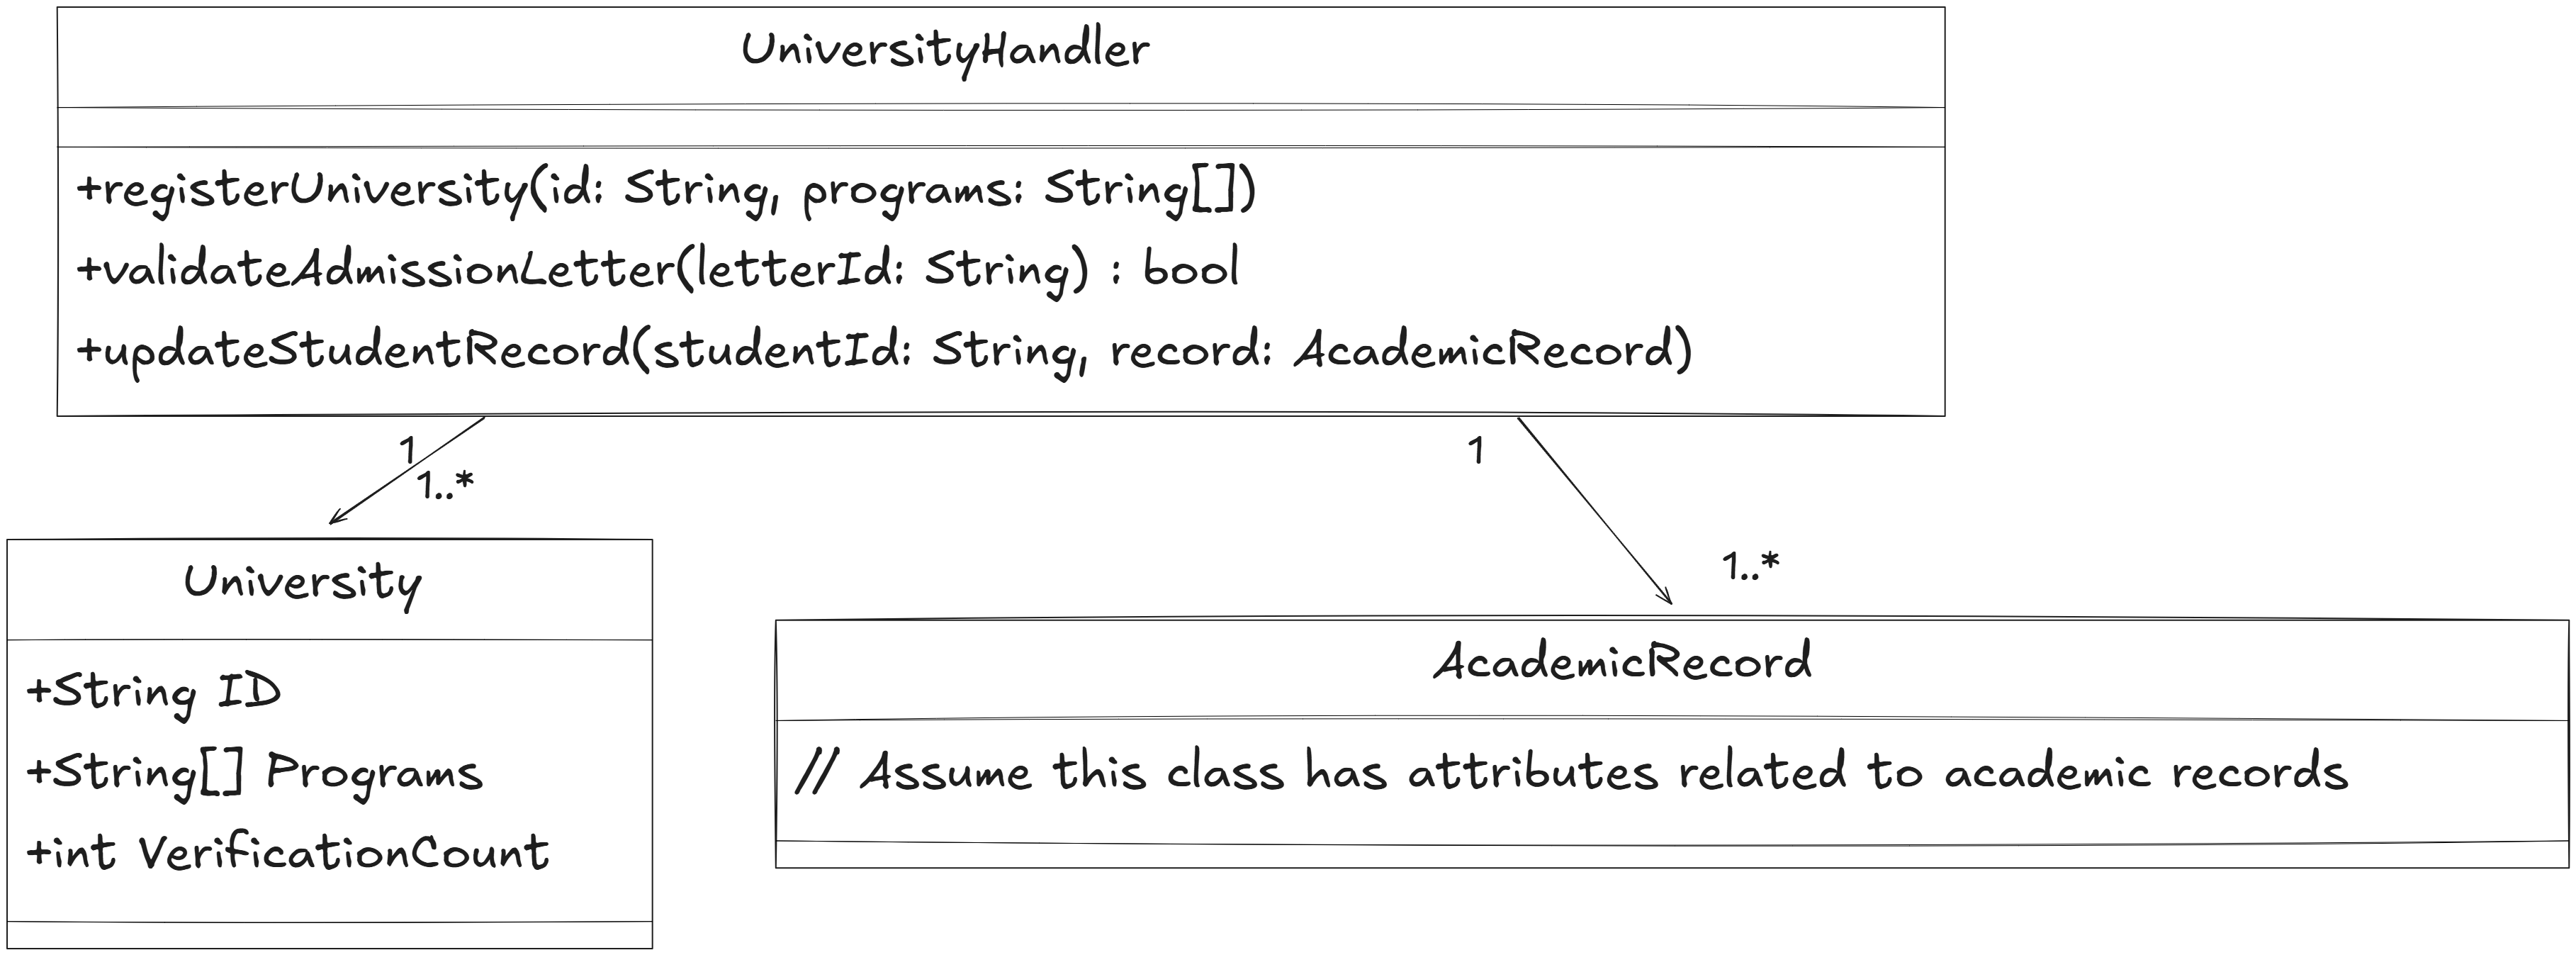 UniversityHandler
+registerUniversity(id: String, programs: String[])
+validateAdmissionLetter(letterId: String) : bool
+updateStudentRecord(studentId: String, record: AcademicRecord)
1
1..*
1
1..*
University
+String ID
+String[] Programs
+int VerificationCount
AcademicRecord
// Assume this class has attributes related to academic records